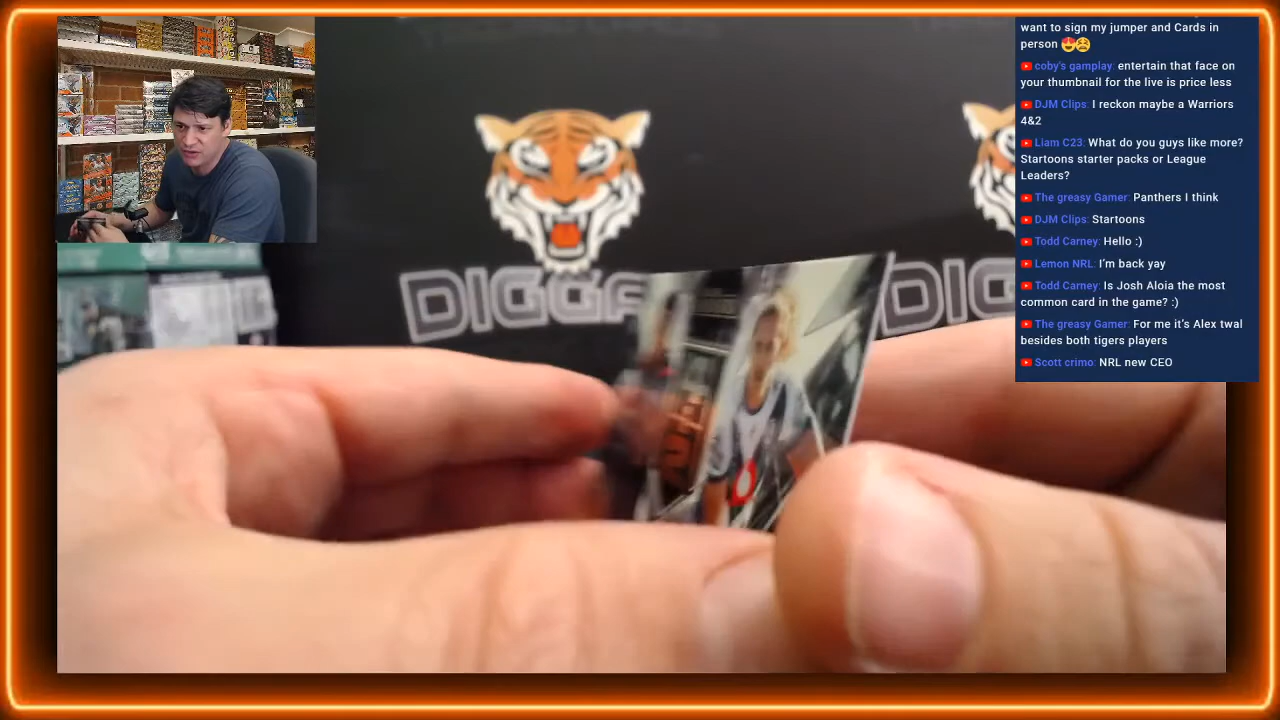 want to sign my jumper and Cards in
person 😍😫
coby's gamplay: entertain that face on
your thumbnail for the live is price less
DJM Clips: I reckon maybe a Warriors
4&2
Liam C23: What do you guys like more?
Startoons starter packs or League
Leaders?
The greasy Gamer: Panthers I think
DJM Clips: Startoons
Todd Carney: Hello :)
Lemon NRL: I'm back yay
Todd Carney: Is Josh Aloia the most
common card in the game? :)
The greasy Gamer: For me it's Alex twal
besides both tigers players
Scott crimo: NRL new CEO